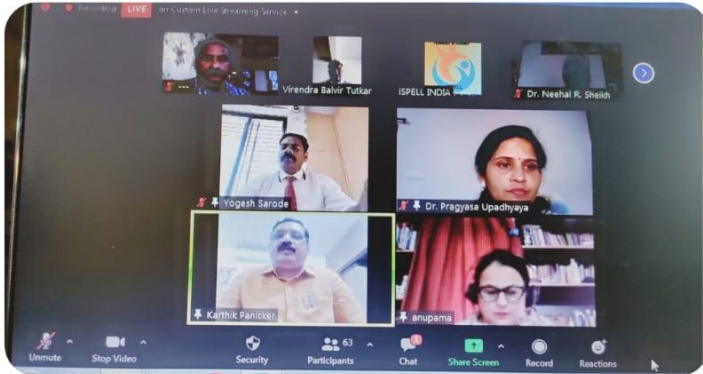 Recording LIVE on Custom Live Streaming Service
---
Virendra Balvir Tutkar
iSPELL INDIA
Dr. Neehal R. Sheikh
Yogesh Sarode
Dr. Pragyasa Upadhyaya
Karthik Panicker
anupama
63
1
Unmute
Stop Video
Security
Participants
Chat
Share Screen
Record
Reactions